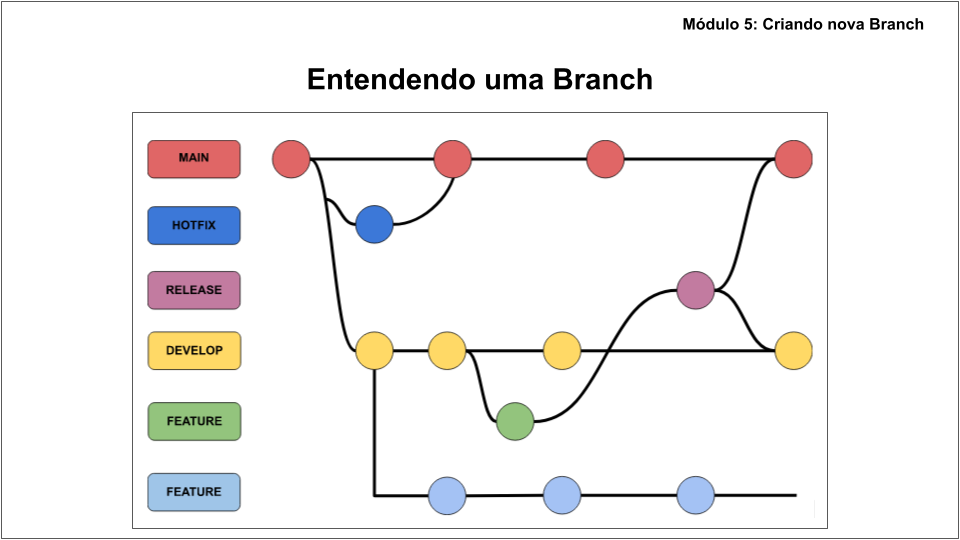 Módulo 5: Criando nova Branch
Entendendo uma Branch
MAIN
HOTFIX
RELEASE
DEVELOP
FEATURE
FEATURE